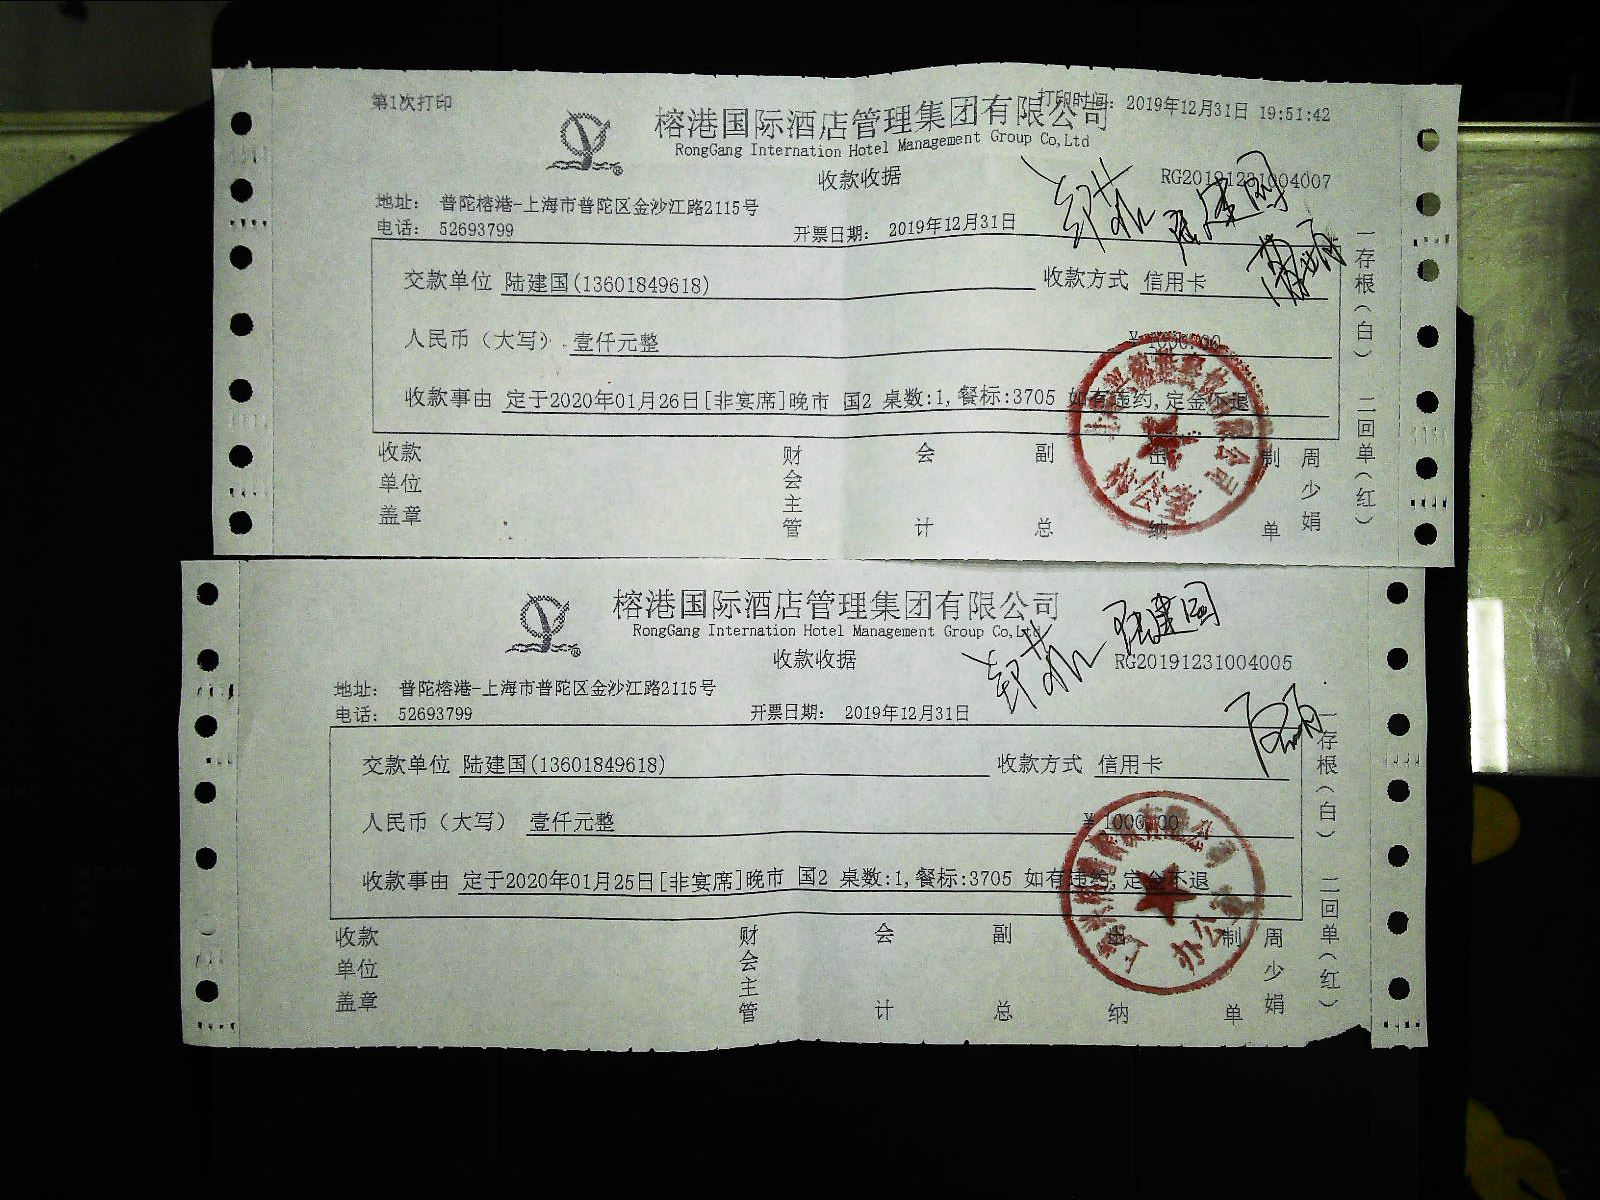 第1次打印
打印时间: 2019年12月31日 19:51:42
榕港国际酒店管理集团有限公司
RongGang Internation Hotel Management Group Co,Ltd
收款收据
RG20191231004007
地址: 普陀榕港-上海市普陀区金沙江路2115号
电话: 52693799 开票日期: 2019年12月31日
交款单位 陆建国(13601849618) 收款方式 信用卡
人民币（大写） 壹仟元整 ¥ 1000.00
收款事由 定于2020年01月26日[非宴席]晚市 国2 桌数:1,餐标:3705 如有违约,定金不退
收款单位盖章 财会主管 会计 副总 出纳 制单 周少娟
一存根（白） 二回单（红）
办公室
榕港国际酒店管理集团有限公司
RongGang Internation Hotel Management Group Co,Ltd
收款收据
陆建国
RG20191231004005
地址: 普陀榕港-上海市普陀区金沙江路2115号
电话: 52693799 开票日期: 2019年12月31日
交款单位 陆建国(13601849618) 收款方式 信用卡
人民币（大写） 壹仟元整 ¥ 1000.00
收款事由 定于2020年01月25日[非宴席]晚市 国2 桌数:1,餐标:3705 如有违约,定金不退
收款单位盖章 财会主管 会计 副总 出纳 制单 周少娟
一存根（白） 二回单（红）
办公室